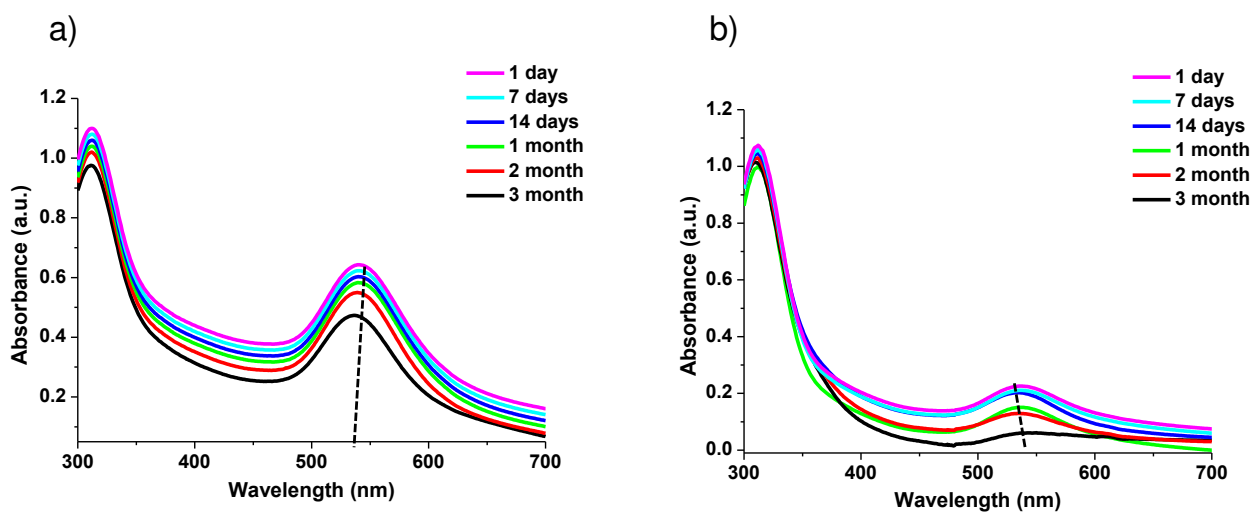 a)
1 day
7 days
14 days
1 month
2 month
3 month
1.2
1.0
0.8
0.6
0.4
0.2
Absorbance (a.u.)
300
400
500
600
700
Wavelength (nm)
b)
1 day
7 days
14 days
1 month
2 month
3 month
1.2
1.0
0.8
0.6
0.4
0.2
0.0
Absorbance (a.u.)
300
400
500
600
700
Wavelength (nm)